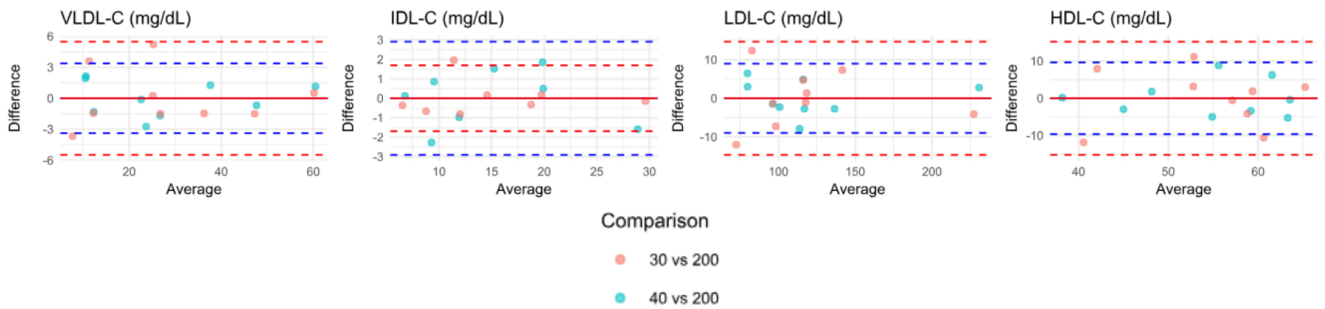 VLDL-C (mg/dL)
Difference
6
3
0
-3
-6
20
40
60
Average
IDL-C (mg/dL)
Difference
3
2
1
0
-1
-2
-3
10
15
20
25
30
Average
LDL-C (mg/dL)
Difference
10
0
-10
100
150
200
Average
HDL-C (mg/dL)
Difference
10
0
-10
40
50
60
Average
Comparison
30 vs 200
40 vs 200